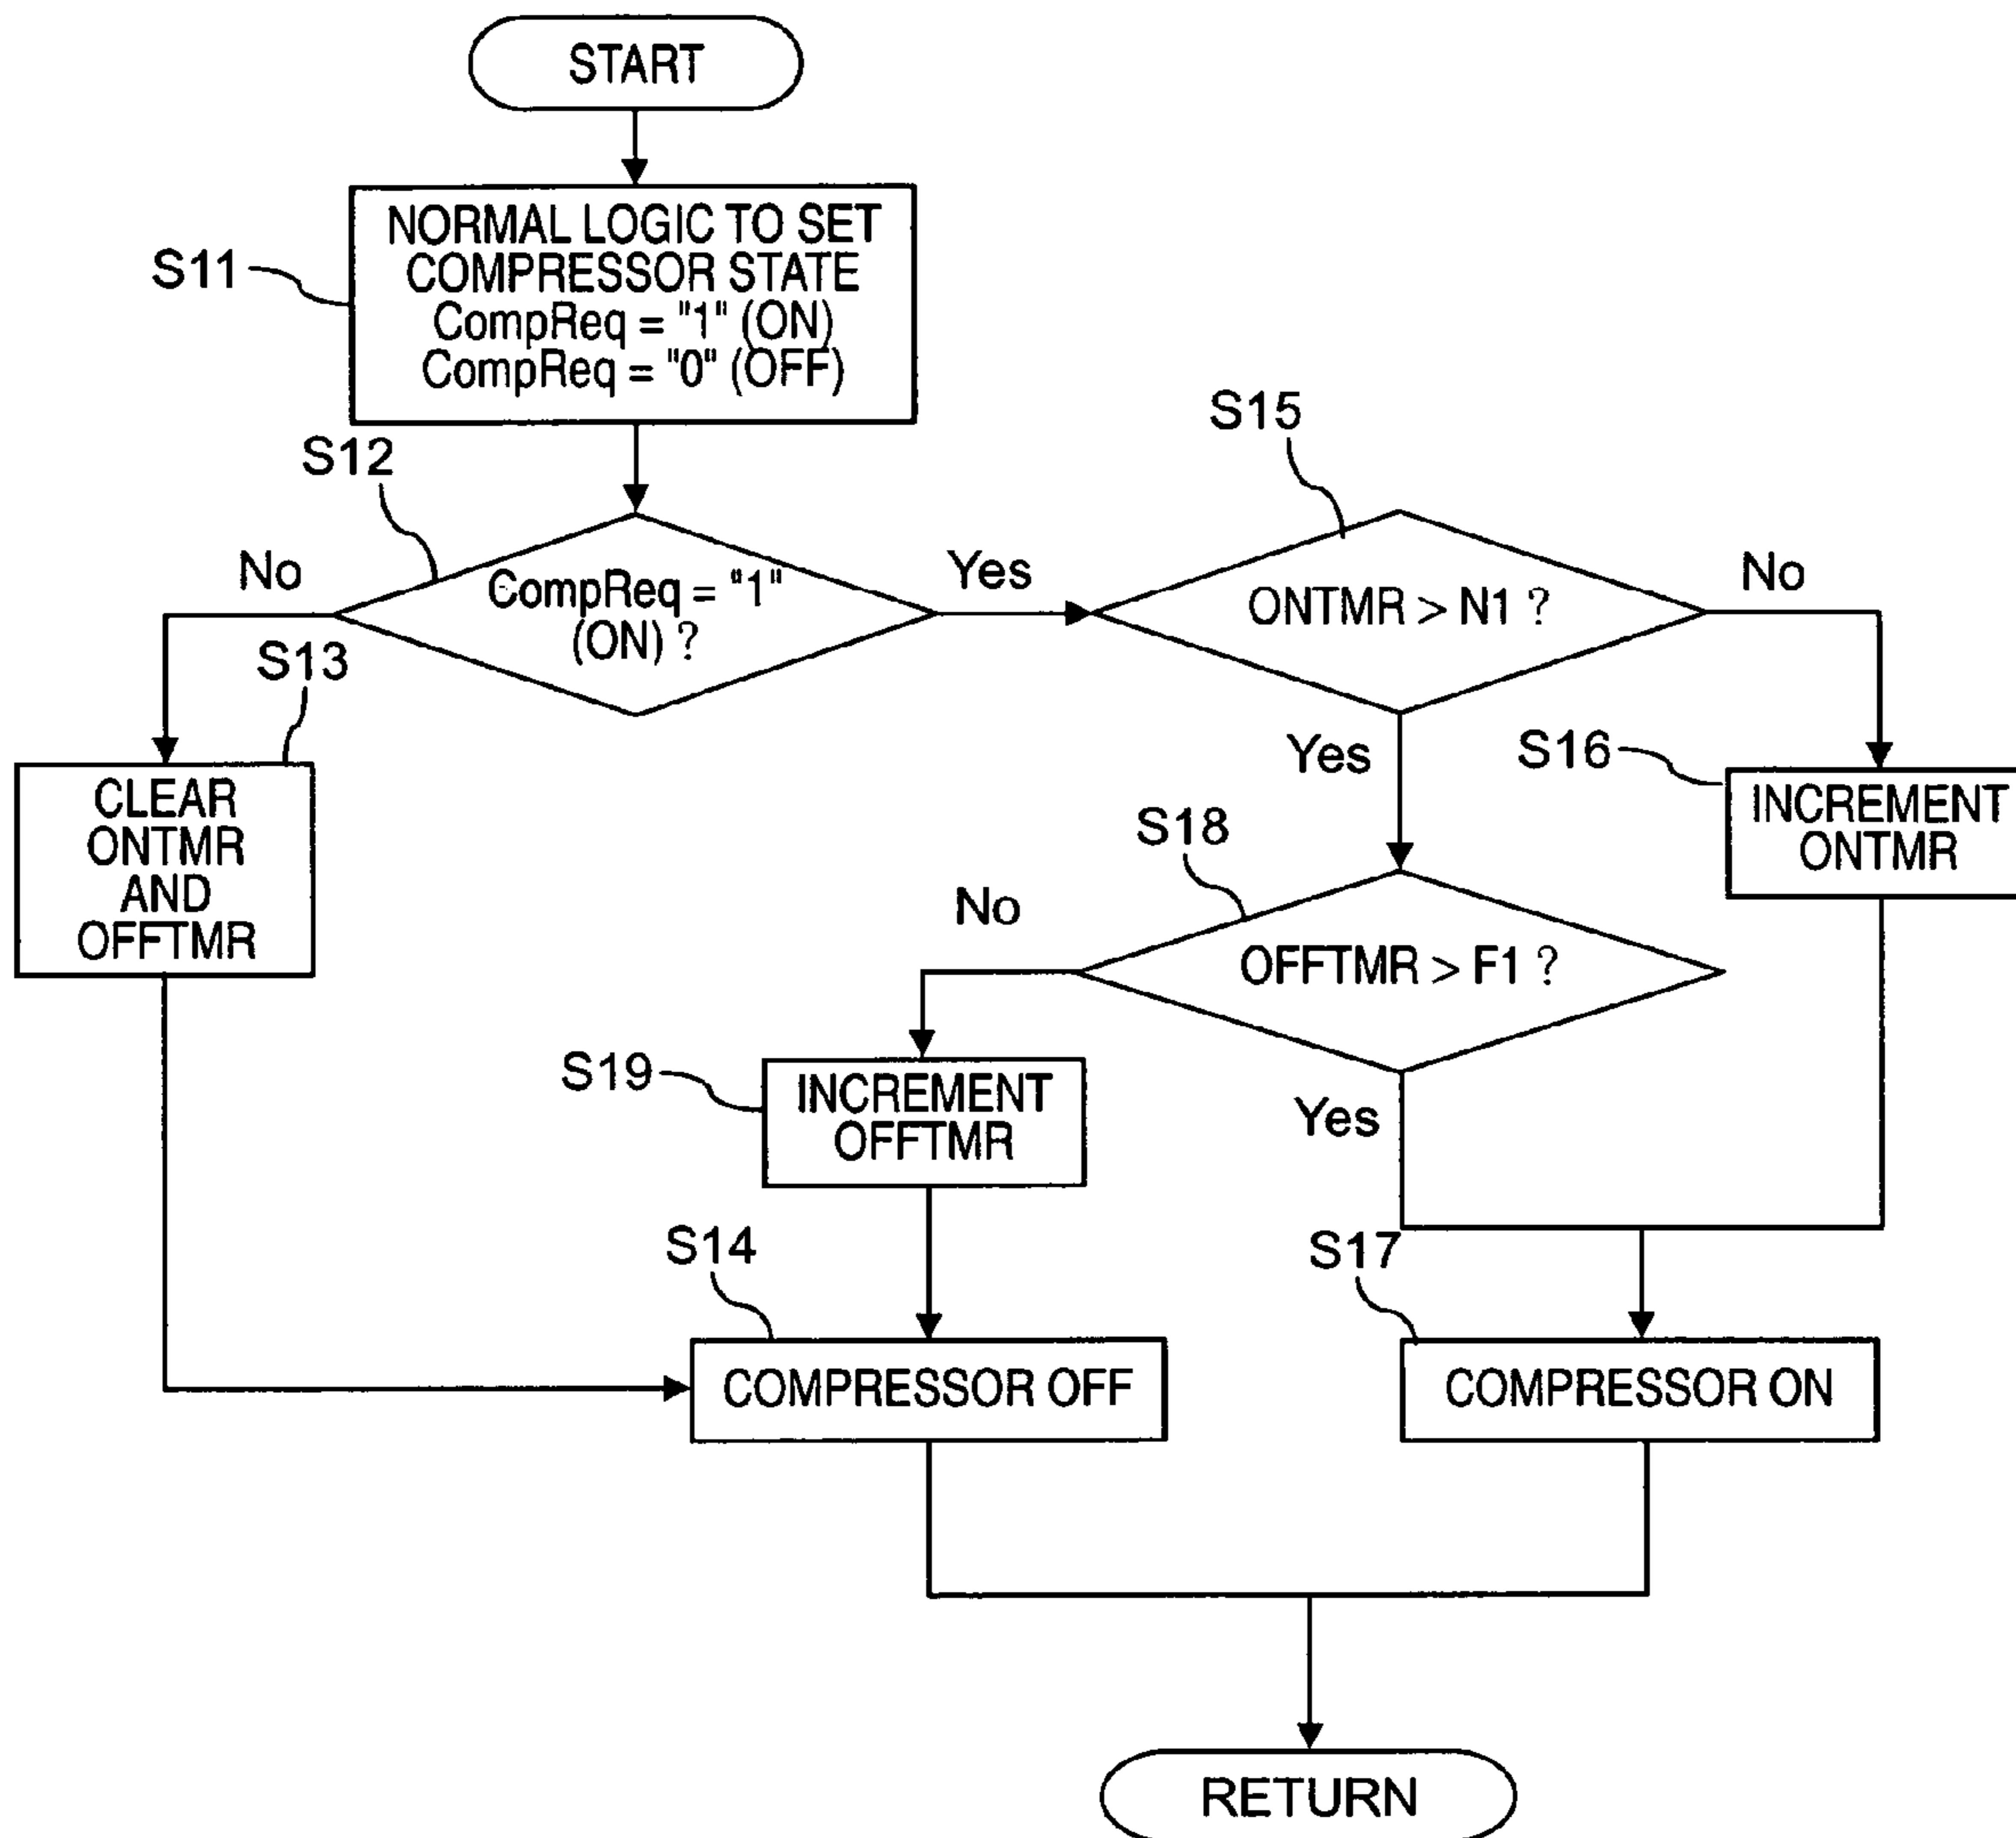 START
S11
NORMAL LOGIC TO SET
COMPRESSOR STATE
CompReq = "1" (ON)
CompReq = "0" (OFF)
S12
No
CompReq = "1"
(ON) ?
Yes
S15
ONTMR > N1 ?
No
S13
CLEAR
ONTMR
AND
OFFTMR
Yes
S16
INCREMENT
ONTMR
S18
No
OFFTMR > F1 ?
S19
INCREMENT
OFFTMR
Yes
S14
COMPRESSOR OFF
S17
COMPRESSOR ON
RETURN